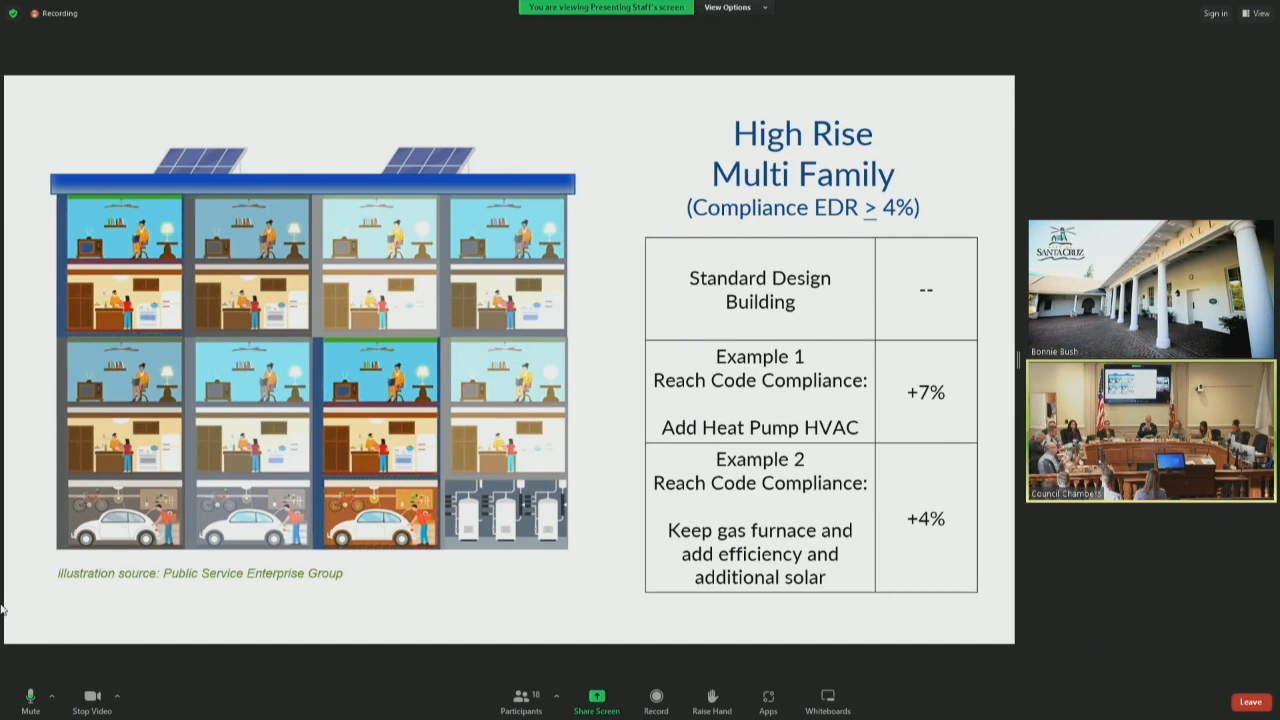 Recording
You are viewing Presenting Staff's screen
View Options
Sign in
View
High Rise
Multi Family
(Compliance EDR ≥ 4%)
Standard Design
Building
--
Example 1
Reach Code Compliance:
Add Heat Pump HVAC
+7%
Example 2
Reach Code Compliance:
Keep gas furnace and
add efficiency and
additional solar
+4%
illustration source: Public Service Enterprise Group
SANTA CRUZ
Bonnie Bush
Council Chambers
Mute
Stop Video
Participants
18
Share Screen
Record
Raise Hand
Apps
Whiteboards
Leave